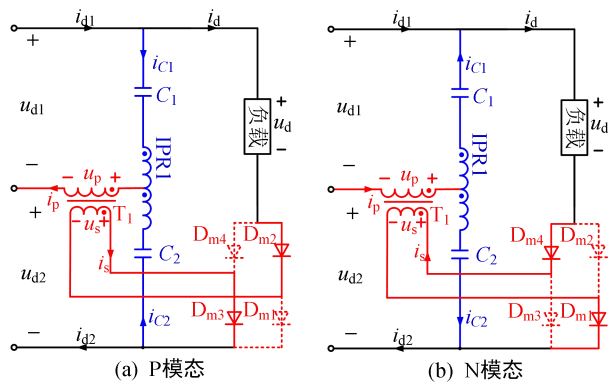 i_d1 i_d
+
i_C1
C_1
u_d1
负载
+
u_d
−
IPR1
−
− u_p +
i_p
T_1
+
− u_s +
D_m4 D_m2
C_2
u_d2
i_s
D_m3 D_m1
i_C2
−
i_d2
(a) P模态
i_d1 i_d
+
i_C1
C_1
u_d1
负载
+
u_d
−
IPR1
−
− u_p +
i_p
T_1
+
− u_s +
D_m4 D_m2
C_2
u_d2
i_s
D_m3 D_m1
i_C2
−
i_d2
(b) N模态